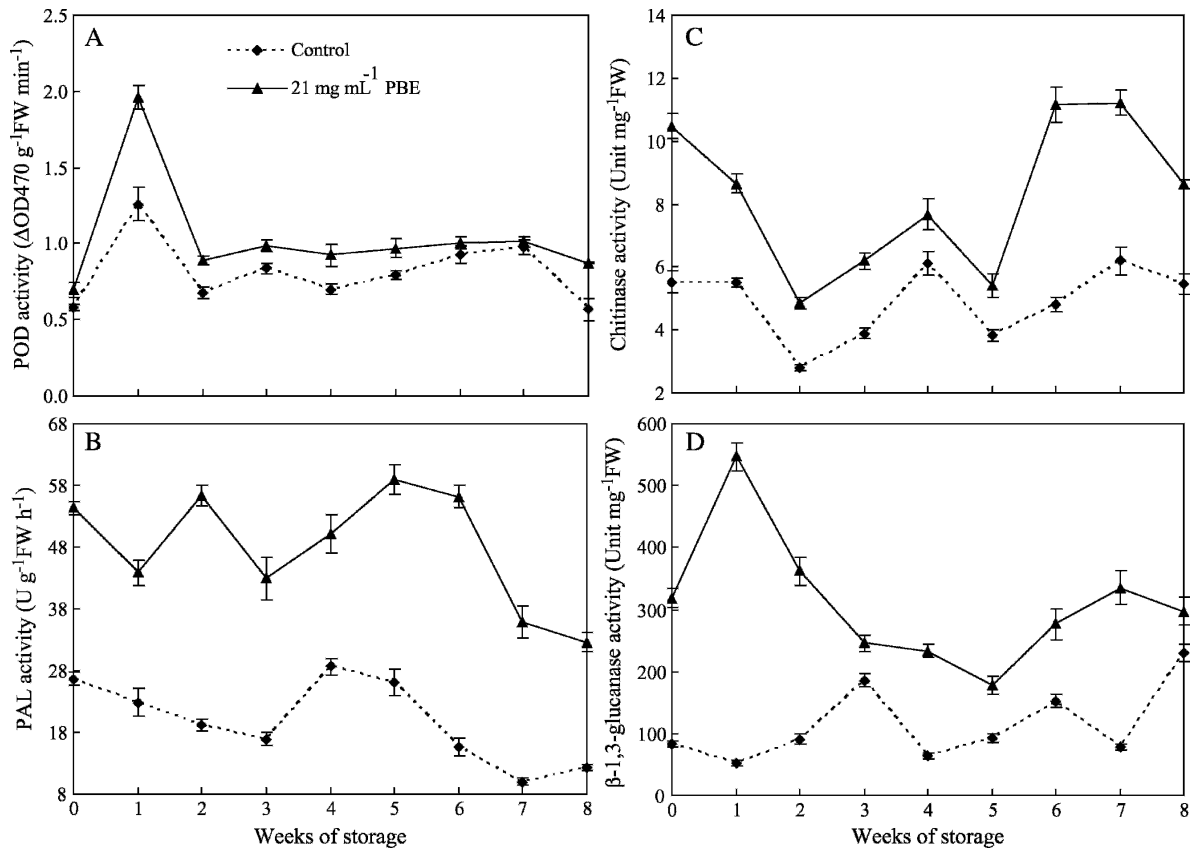 A
Control
21 mg mL-1 PBE
POD activity (ΔOD470 g-1FW min-1)
2.5
2.0
1.5
1.0
0.5
0.0
C
Chitinase activity (Unit mg-1FW)
14
12
10
8
6
4
2
B
PAL activity (U g-1FW h-1)
68
58
48
38
28
18
8
0 1 2 3 4 5 6 7 8
Weeks of storage
D
β-1,3-glucanase activity (Unit mg-1FW)
600
500
400
300
200
100
0
0 1 2 3 4 5 6 7 8
Weeks of storage